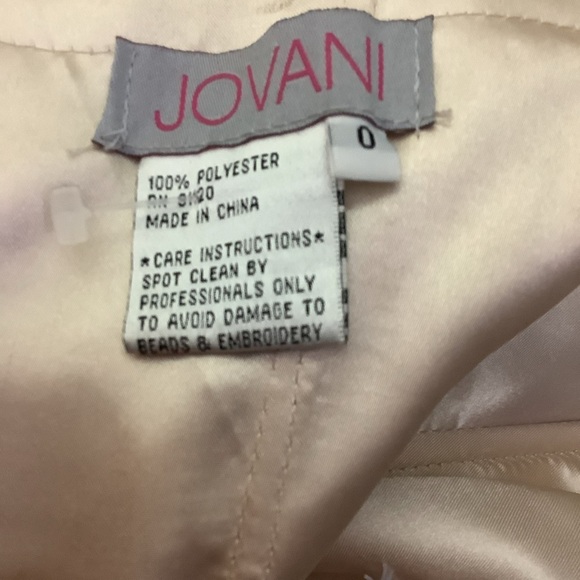 JOVANI
0
100% POLYESTER
RN
MADE IN CHINA
*CARE INSTRUCTIONS*
SPOT CLEAN BY
PROFESSIONALS ONLY
TO AVOID DAMAGE TO
BEADS & EMBROIDERY